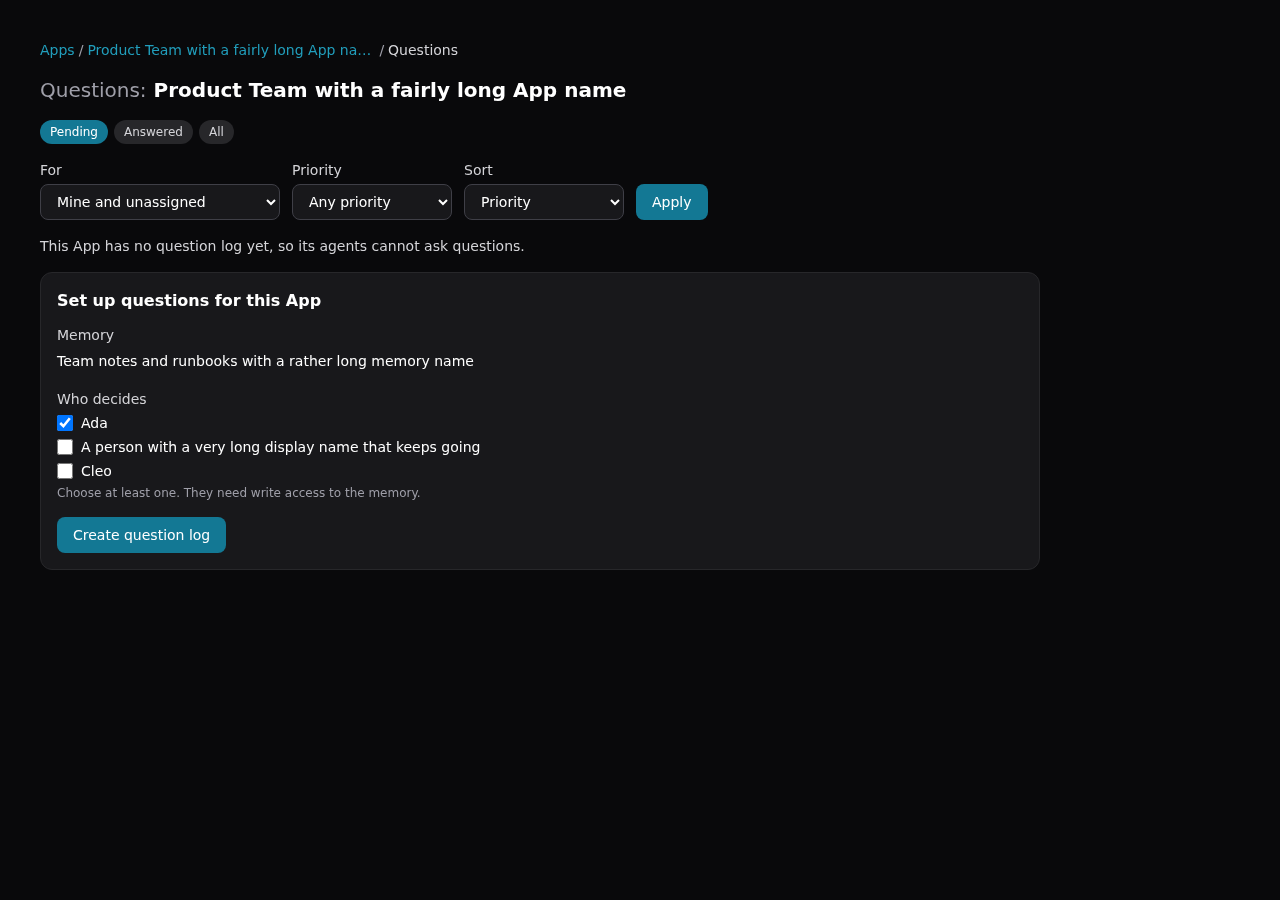 Apps / Product Team with a fairly long App na… / Questions
Questions: Product Team with a fairly long App name
Pending Answered All
For Priority Sort
Mine and unassigned Any priority Priority Apply
This App has no question log yet, so its agents cannot ask questions.
Set up questions for this App
Memory
Team notes and runbooks with a rather long memory name
Who decides
Ada
A person with a very long display name that keeps going
Cleo
Choose at least one. They need write access to the memory.
Create question log